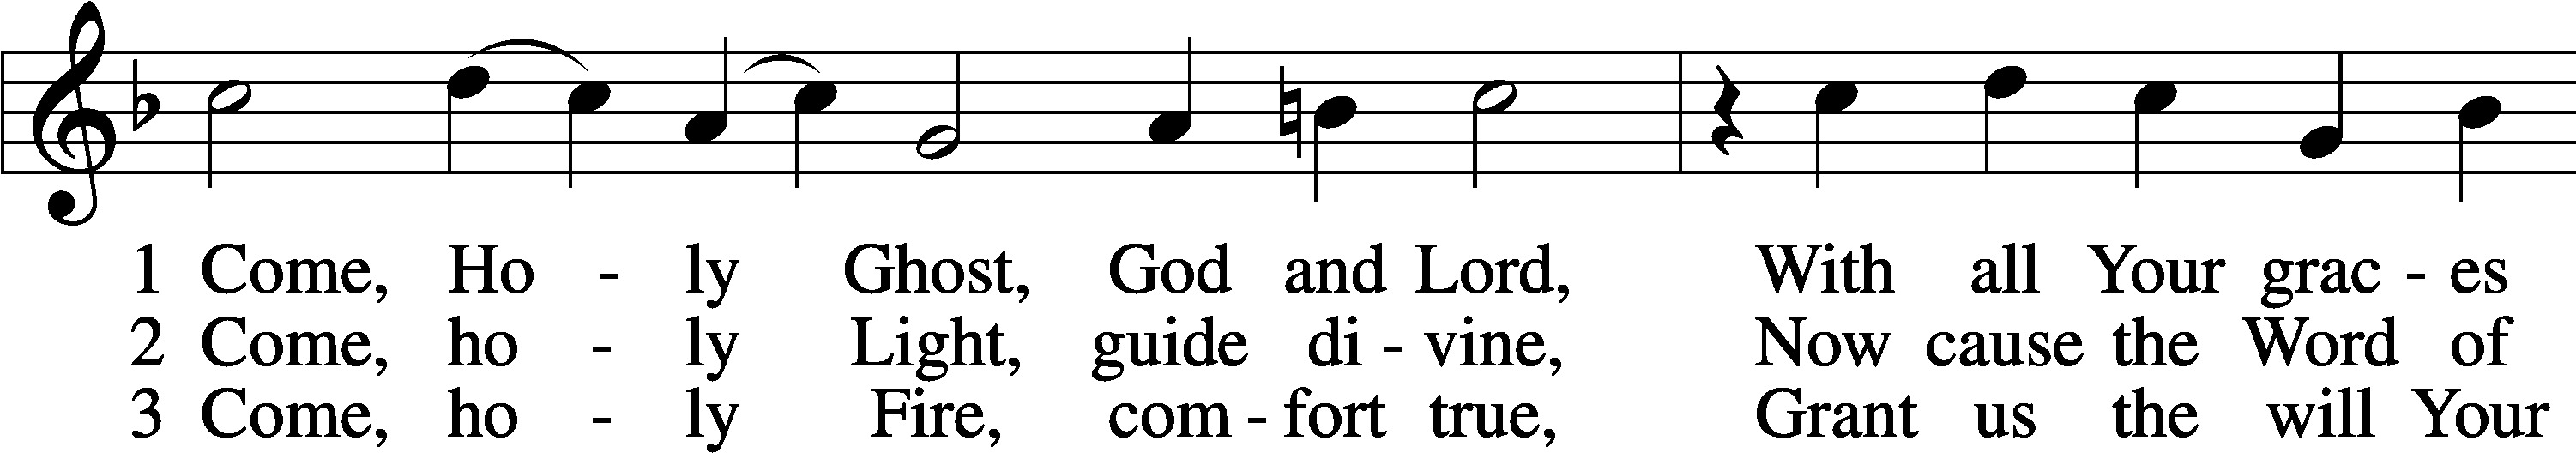 1 Come, Ho - ly Ghost, God and Lord, With all Your grac - es
2 Come, ho - ly Light, guide di - vine, Now cause the Word of
3 Come, ho - ly Fire, com - fort true, Grant us the will Your